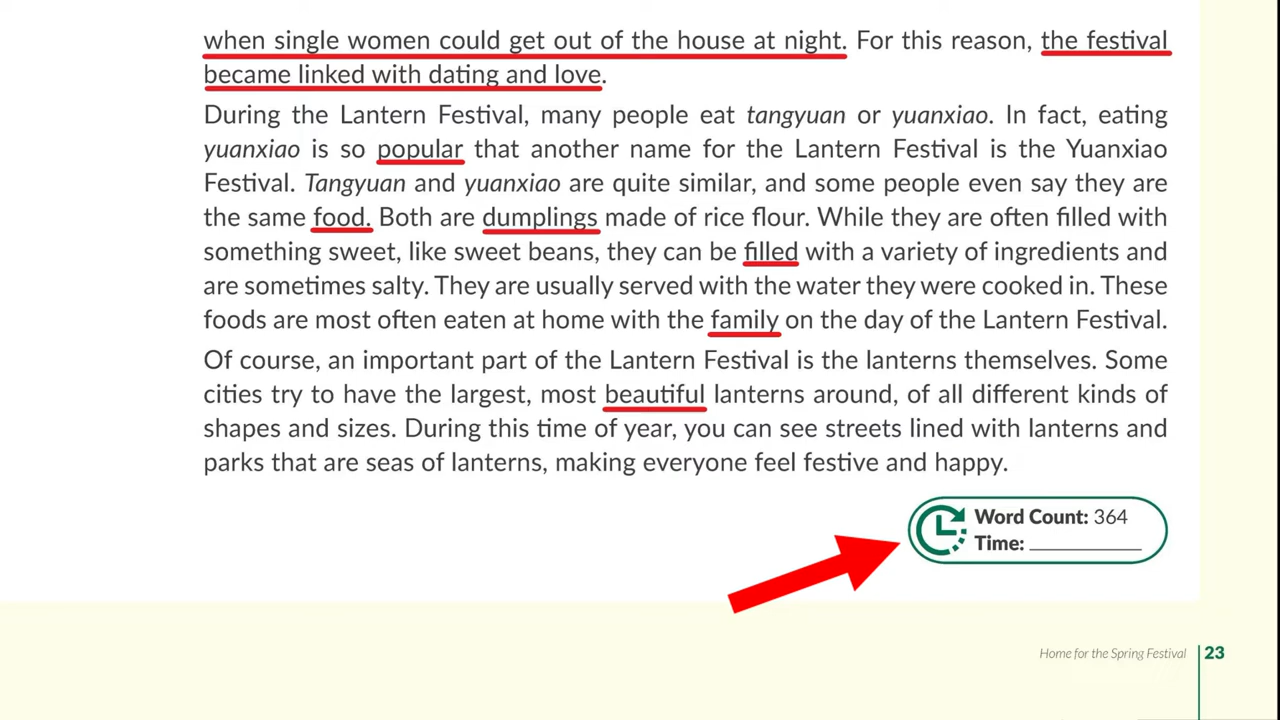 when single women could get out of the house at night. For this reason, the festival
became linked with dating and love.
During the Lantern Festival, many people eat tangyuan or yuanxiao. In fact, eating
yuanxiao is so popular that another name for the Lantern Festival is the Yuanxiao
Festival. Tangyuan and yuanxiao are quite similar, and some people even say they are
the same food. Both are dumplings made of rice flour. While they are often filled with
something sweet, like sweet beans, they can be filled with a variety of ingredients and
are sometimes salty. They are usually served with the water they were cooked in. These
foods are most often eaten at home with the family on the day of the Lantern Festival.
Of course, an important part of the Lantern Festival is the lanterns themselves. Some
cities try to have the largest, most beautiful lanterns around, of all different kinds of
shapes and sizes. During this time of year, you can see streets lined with lanterns and
parks that are seas of lanterns, making everyone feel festive and happy.
Word Count: 364
Time: ___________
Home for the Spring Festival 23